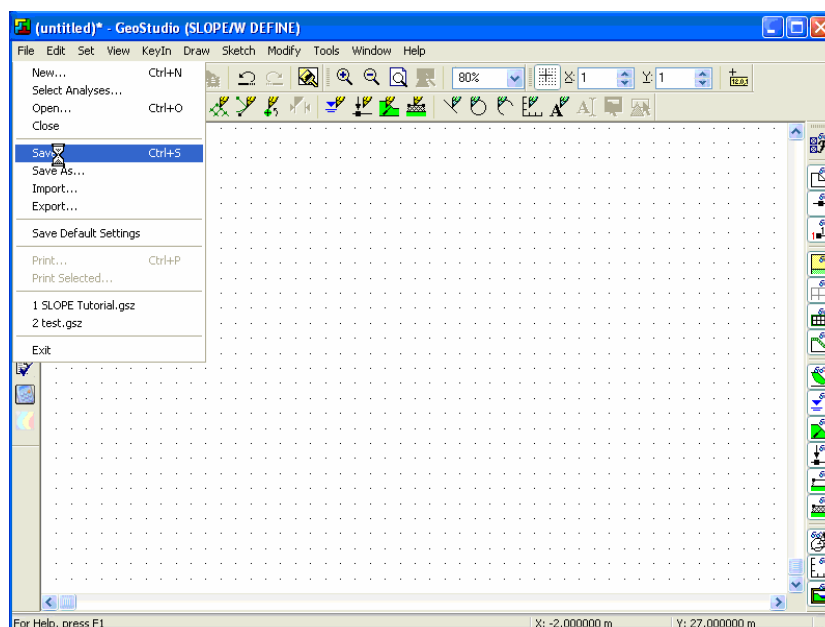 (untitled)* - GeoStudio (SLOPE/W DEFINE)
File Edit Set View KeyIn Draw Sketch Modify Tools Window Help
80% X: 1 Y: 1
New... Ctrl+N
Select Analyses...
Open... Ctrl+O
Close
Save Ctrl+S
Save As...
Import...
Export...
Save Default Settings
Print... Ctrl+P
Print Selected...
1 SLOPE Tutorial.gsz
2 test.gsz
Exit
For Help, press F1 X: -2.000000 m Y: 27.000000 m